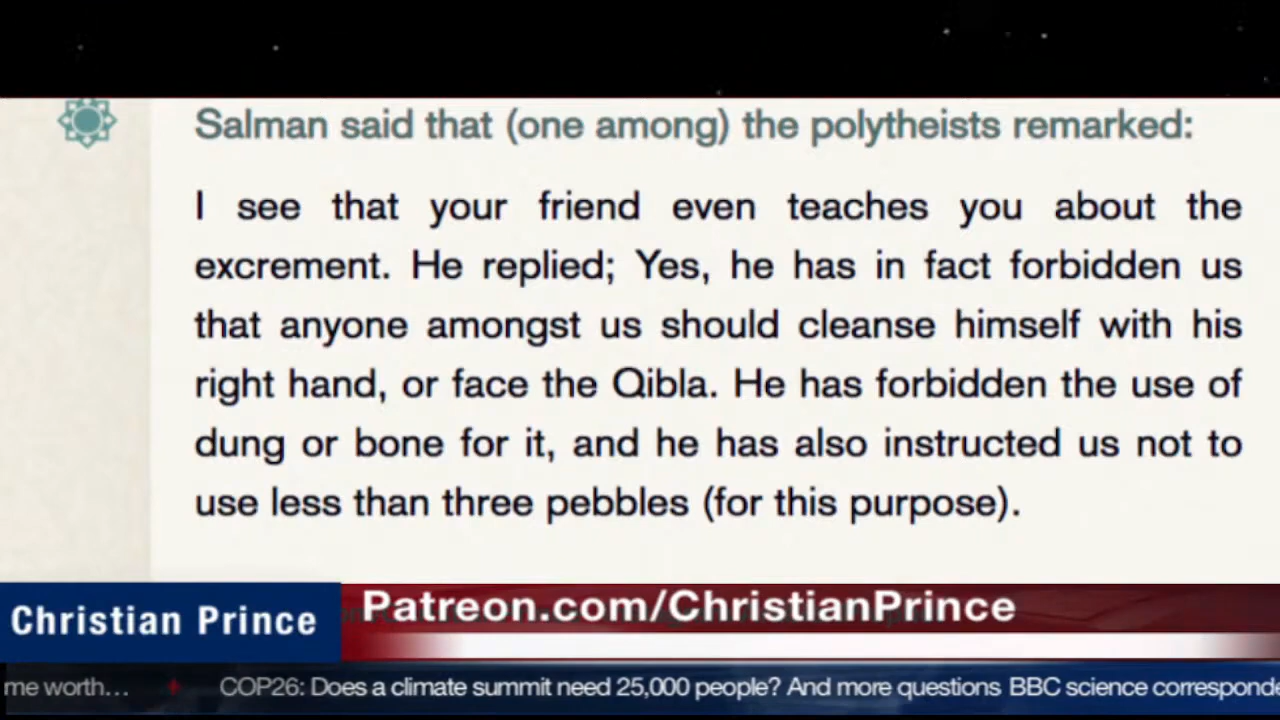 Salman said that (one among) the polytheists remarked:
I see that your friend even teaches you about the
excrement. He replied; Yes, he has in fact forbidden us
that anyone amongst us should cleanse himself with his
right hand, or face the Qibla. He has forbidden the use of
dung or bone for it, and he has also instructed us not to
use less than three pebbles (for this purpose).
Christian Prince
Patreon.com/ChristianPrince
me worth... COP26: Does a climate summit need 25,000 people? And more questions BBC science corresponde